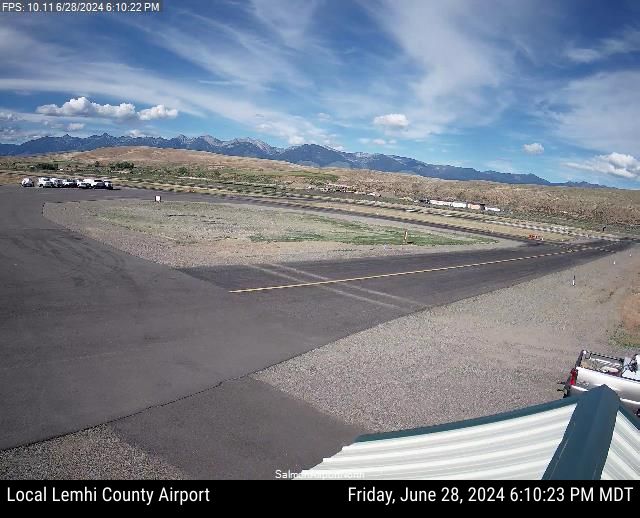 FPS: 10.11 6/28/2024 6:10:22 PM
Local Lemhi County Airport
Friday, June 28, 2024 6:10:23 PM MDT